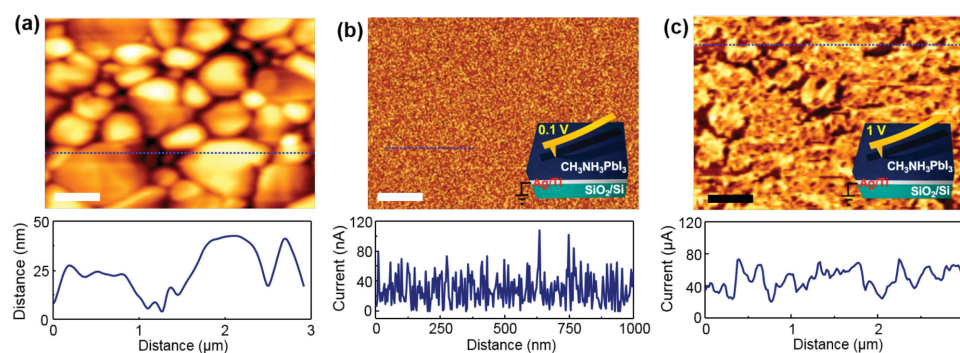 (a)
(b)
(c)
0.1 V
CH₃NH₃PbI₃
Ag/Ti
SiO₂/Si
1 V
CH₃NH₃PbI₃
Ag/Ti
SiO₂/Si
Distance (nm)
50
25
0
0 1 2 3
Distance (μm)
Current (nA)
120
80
40
0
0 250 500 750 1000
Distance (nm)
Current (μA)
120
80
40
0
0 1 2
Distance (μm)